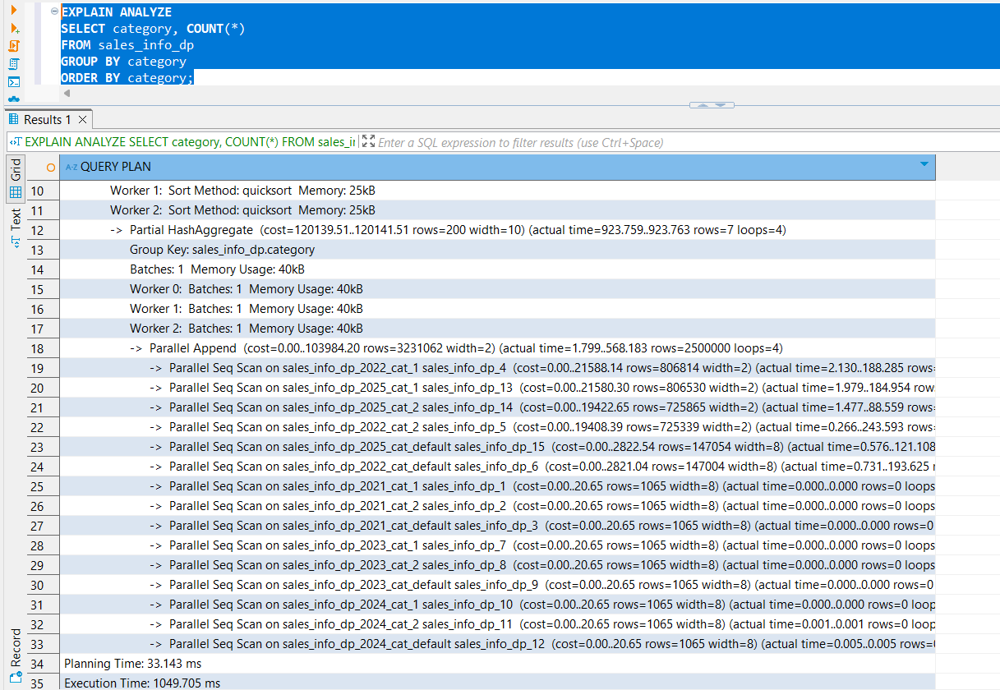 EXPLAIN ANALYZE
SELECT category, COUNT(*)
FROM sales_info_dp
GROUP BY category
ORDER BY category;
Results 1
EXPLAIN ANALYZE SELECT category, COUNT(*) FROM sales_in
Enter a SQL expression to filter results (use Ctrl+Space)
Grid
Text
Record
A-Z QUERY PLAN
10 Worker 1: Sort Method: quicksort Memory: 25kB
11 Worker 2: Sort Method: quicksort Memory: 25kB
12 -> Partial HashAggregate (cost=120139.51..120141.51 rows=200 width=10) (actual time=923.759..923.763 rows=7 loops=4)
13 Group Key: sales_info_dp.category
14 Batches: 1 Memory Usage: 40kB
15 Worker 0: Batches: 1 Memory Usage: 40kB
16 Worker 1: Batches: 1 Memory Usage: 40kB
17 Worker 2: Batches: 1 Memory Usage: 40kB
18 -> Parallel Append (cost=0.00..103984.20 rows=3231062 width=2) (actual time=1.799..568.183 rows=2500000 loops=4)
19 -> Parallel Seq Scan on sales_info_dp_2022_cat_1 sales_info_dp_4 (cost=0.00..21588.14 rows=806814 width=2) (actual time=2.130..188.285 rows=
20 -> Parallel Seq Scan on sales_info_dp_2025_cat_1 sales_info_dp_13 (cost=0.00..21580.30 rows=806530 width=2) (actual time=1.979..184.954 row
21 -> Parallel Seq Scan on sales_info_dp_2025_cat_2 sales_info_dp_14 (cost=0.00..19422.65 rows=725865 width=2) (actual time=1.477..88.559 rows=
22 -> Parallel Seq Scan on sales_info_dp_2022_cat_2 sales_info_dp_5 (cost=0.00..19408.39 rows=725339 width=2) (actual time=0.266..243.593 rows=
23 -> Parallel Seq Scan on sales_info_dp_2025_cat_default sales_info_dp_15 (cost=0.00..2822.54 rows=147054 width=8) (actual time=0.576..121.108
24 -> Parallel Seq Scan on sales_info_dp_2022_cat_default sales_info_dp_6 (cost=0.00..2821.04 rows=147004 width=8) (actual time=0.731..193.625 r
25 -> Parallel Seq Scan on sales_info_dp_2021_cat_1 sales_info_dp_1 (cost=0.00..20.65 rows=1065 width=8) (actual time=0.000..0.000 rows=0 loops
26 -> Parallel Seq Scan on sales_info_dp_2021_cat_2 sales_info_dp_2 (cost=0.00..20.65 rows=1065 width=8) (actual time=0.000..0.000 rows=0 loops
27 -> Parallel Seq Scan on sales_info_dp_2021_cat_default sales_info_dp_3 (cost=0.00..20.65 rows=1065 width=8) (actual time=0.000..0.000 rows=0
28 -> Parallel Seq Scan on sales_info_dp_2023_cat_1 sales_info_dp_7 (cost=0.00..20.65 rows=1065 width=8) (actual time=0.000..0.000 rows=0 loops
29 -> Parallel Seq Scan on sales_info_dp_2023_cat_2 sales_info_dp_8 (cost=0.00..20.65 rows=1065 width=8) (actual time=0.000..0.000 rows=0 loops
30 -> Parallel Seq Scan on sales_info_dp_2023_cat_default sales_info_dp_9 (cost=0.00..20.65 rows=1065 width=8) (actual time=0.000..0.000 rows=0
31 -> Parallel Seq Scan on sales_info_dp_2024_cat_1 sales_info_dp_10 (cost=0.00..20.65 rows=1065 width=8) (actual time=0.000..0.000 rows=0 loop
32 -> Parallel Seq Scan on sales_info_dp_2024_cat_2 sales_info_dp_11 (cost=0.00..20.65 rows=1065 width=8) (actual time=0.001..0.001 rows=0 loop
33 -> Parallel Seq Scan on sales_info_dp_2024_cat_default sales_info_dp_12 (cost=0.00..20.65 rows=1065 width=8) (actual time=0.005..0.005 rows=
34 Planning Time: 33.143 ms
35 Execution Time: 1049.705 ms